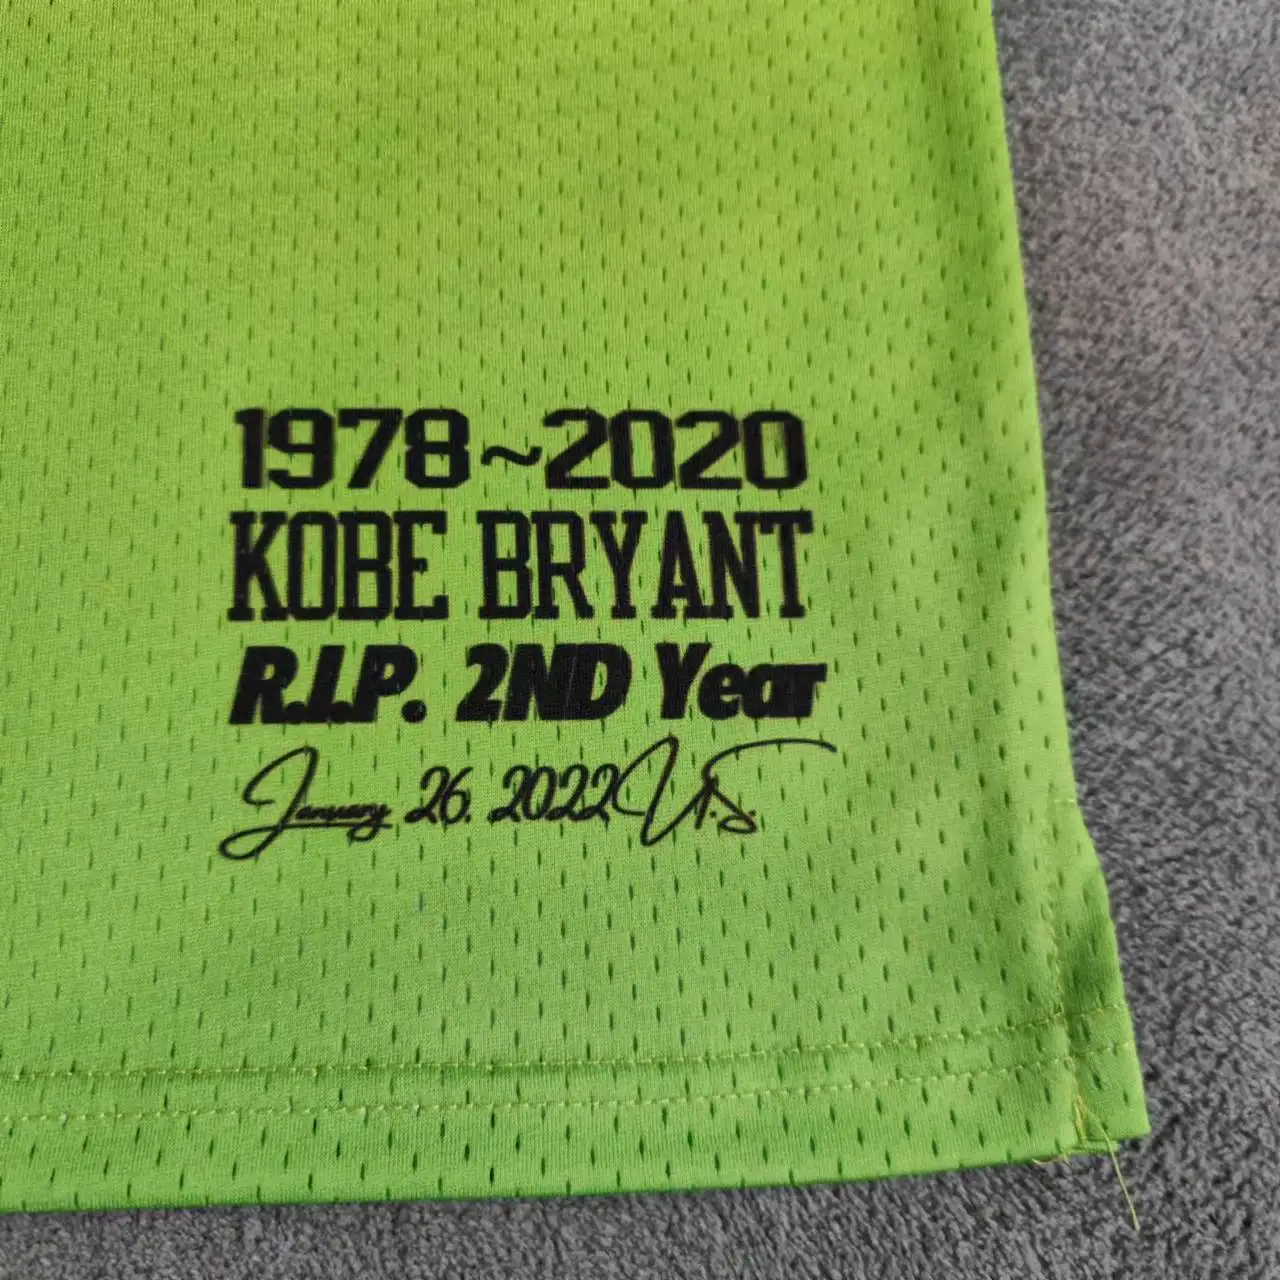 1978~2020
KOBE BRYANT
R.I.P. 2ND Year
January 26. 2022 U.S.